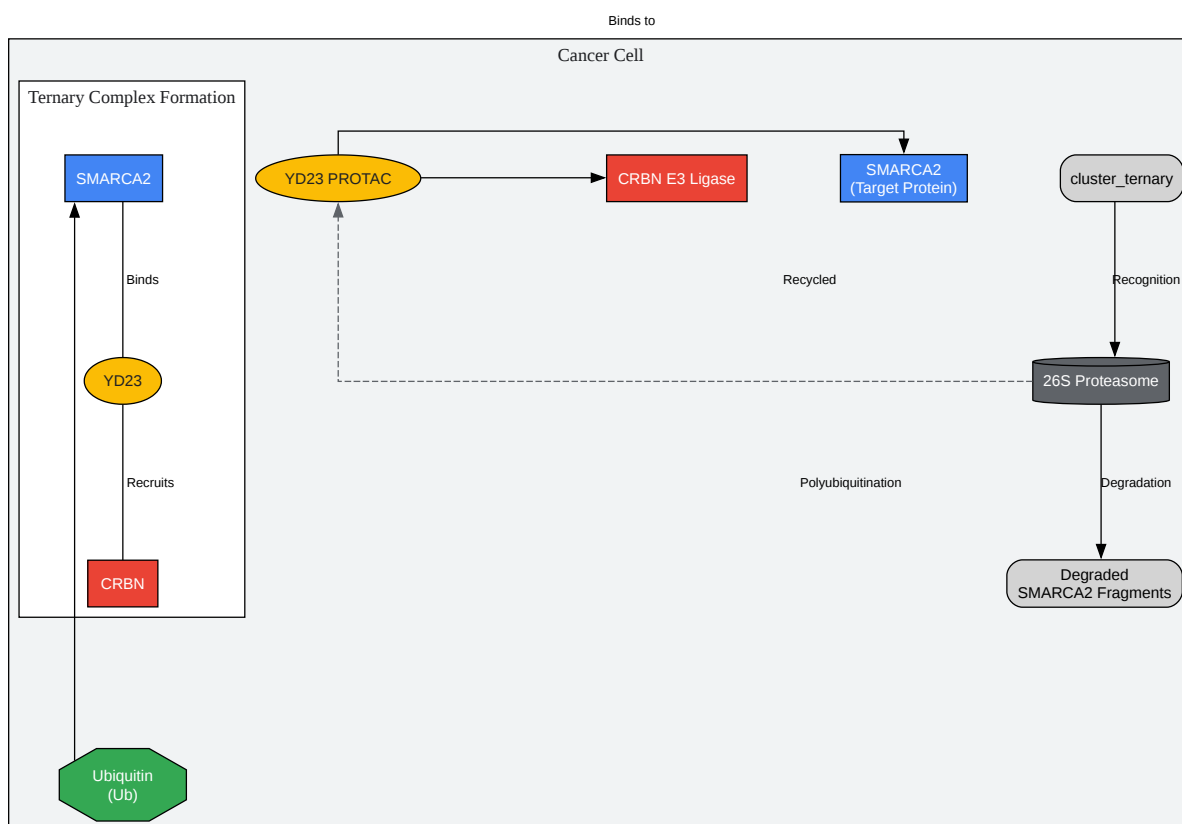 Binds to
Cancer Cell
Ternary Complex Formation
SMARCA2
Binds
YD23
Recruits
CRBN
Ubiquitin
(Ub)
YD23 PROTAC
CRBN E3 Ligase
SMARCA2
(Target Protein)
cluster_ternary
Recycled
Recognition
26S Proteasome
Polyubiquitination
Degradation
Degraded
SMARCA2 Fragments